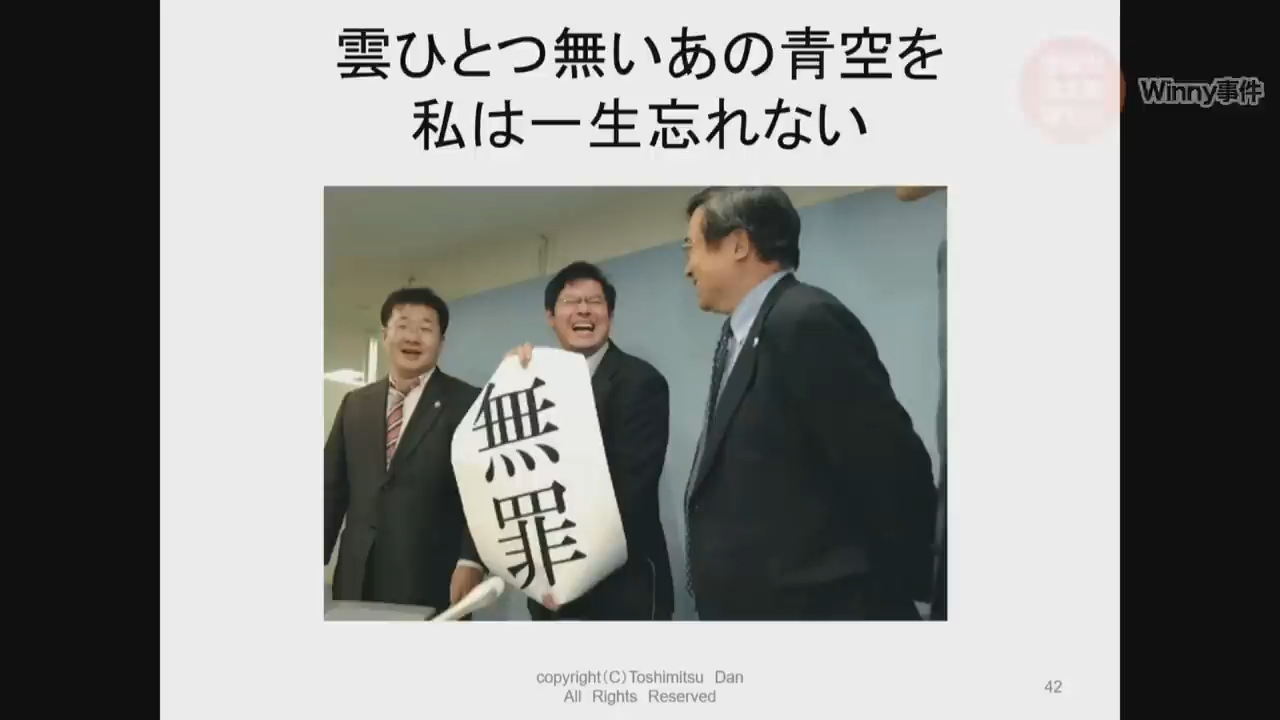 雲ひとつ無いあの青空を
私は一生忘れない
Winny事件
無罪
copyright(C)Toshimitsu Dan
All Rights Reserved
42